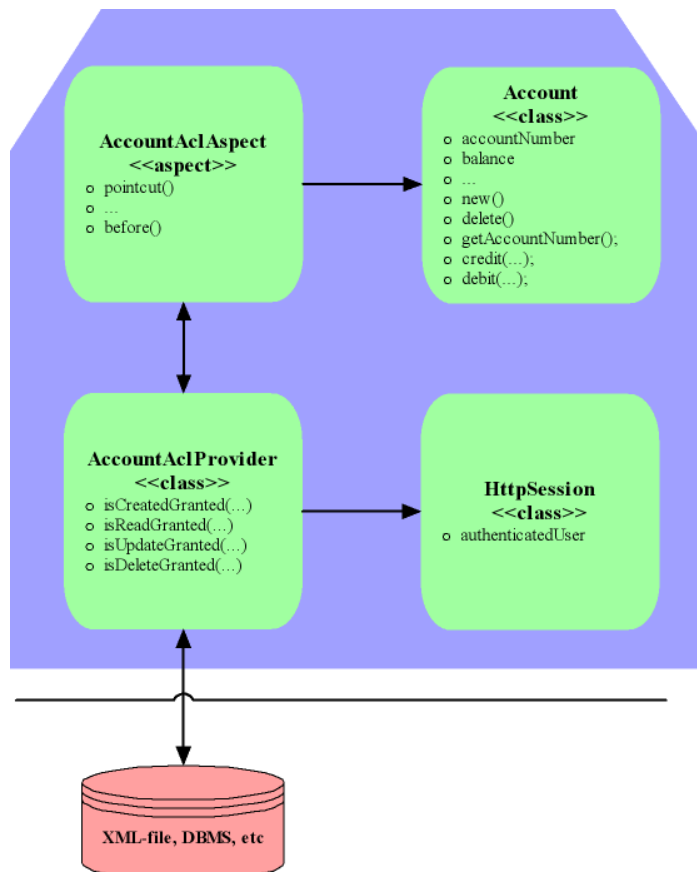 AccountAclAspect
<<aspect>>
pointcut()
...
before()
Account
<<class>>
accountNumber
balance
...
new()
delete()
getAccountNumber();
credit(...);
debit(...);
AccountAclProvider
<<class>>
isCreatedGranted(...)
isReadGranted(...)
isUpdateGranted(...)
isDeleteGranted(...)
HttpSession
<<class>>
authenticatedUser
XML-file, DBMS, etc